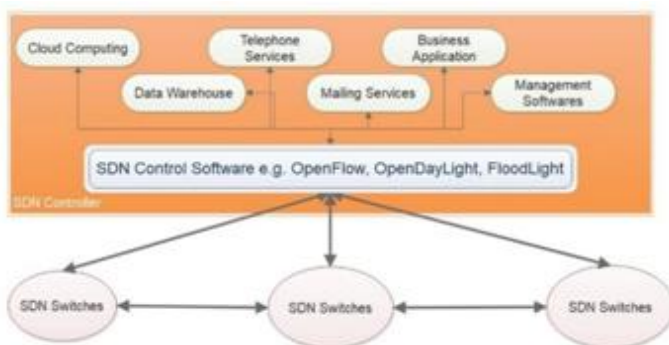 Cloud Computing
Telephone
Services
Business
Application
Data Warehouse
Mailing Services
Management
Softwares
SDN Control Software e.g. OpenFlow, OpenDayLight, FloodLight
SDN Controller
SDN Switches
SDN Switches
SDN Switches